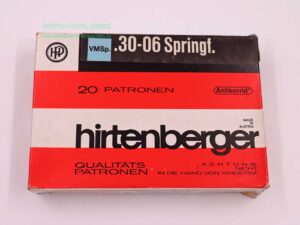 HP
VMSp. .30-06 Springf.
20 PATRONEN
Antikorrid®
MADE
IN
AUSTRIA
hirtenberger
QUALITÄTS
PATRONEN
ACHTUNG
NICHT
IN DIE HAND VON KINDERN!